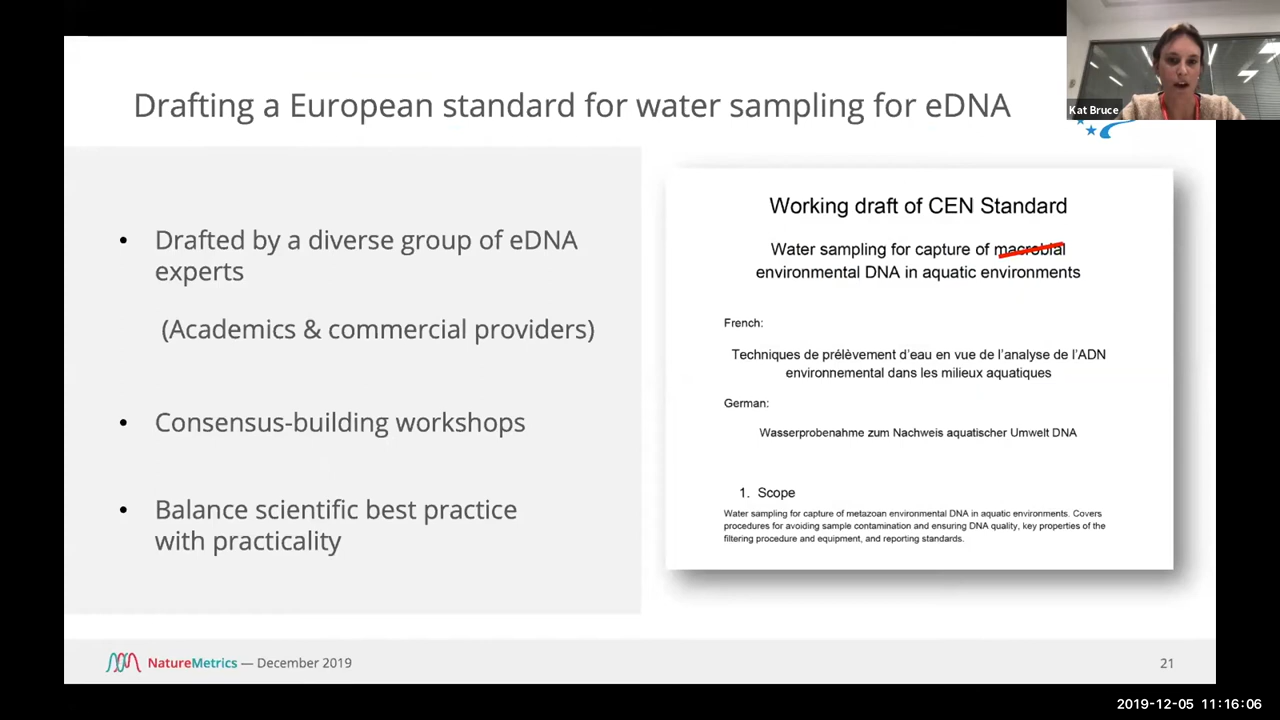 Drafting a European standard for water sampling for eDNA
Kat Bruce
• Drafted by a diverse group of eDNA
experts
(Academics & commercial providers)
• Consensus-building workshops
• Balance scientific best practice
with practicality
Working draft of CEN Standard
Water sampling for capture of macrobial
environmental DNA in aquatic environments
French:
Techniques de prélèvement d'eau en vue de l'analyse de l'ADN
environnemental dans les milieux aquatiques
German:
Wasserprobenahme zum Nachweis aquatischer Umwelt DNA
1. Scope
Water sampling for capture of metazoan environmental DNA in aquatic environments. Covers
procedures for avoiding sample contamination and ensuring DNA quality, key properties of the
filtering procedure and equipment, and reporting standards.
NatureMetrics — December 2019
21
2019-12-05 11:16:06